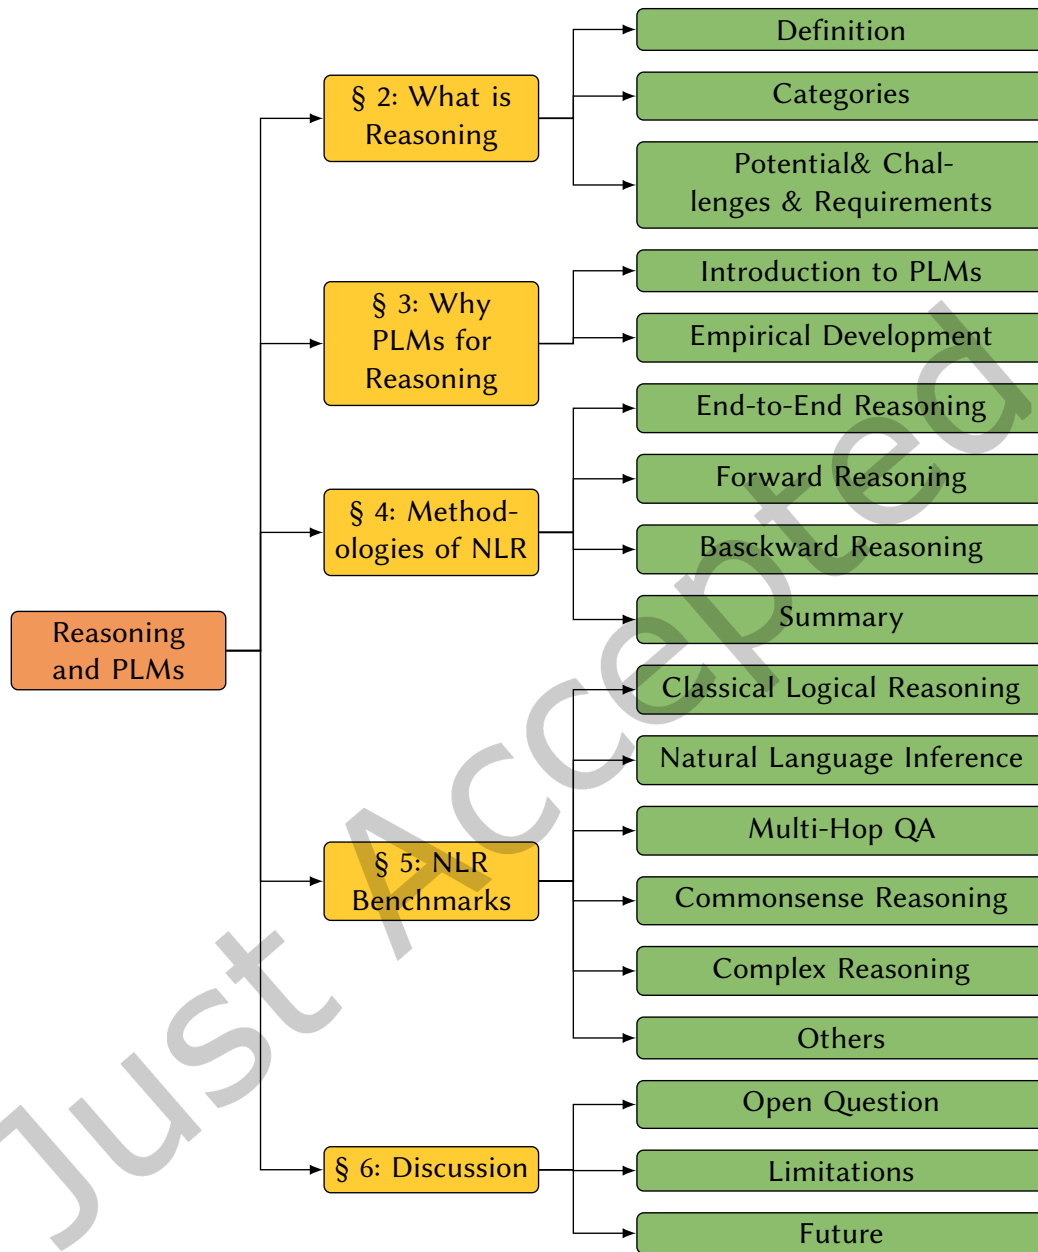 Reasoning
and PLMs
§ 2: What is
Reasoning
Definition
Categories
Potential& Chal-
lenges & Requirements
§ 3: Why
PLMs for
Reasoning
Introduction to PLMs
Empirical Development
§ 4: Method-
ologies of NLR
End-to-End Reasoning
Forward Reasoning
Basckward Reasoning
Summary
§ 5: NLR
Benchmarks
Classical Logical Reasoning
Natural Language Inference
Multi-Hop QA
Commonsense Reasoning
Complex Reasoning
Others
§ 6: Discussion
Open Question
Limitations
Future
Just Accepted